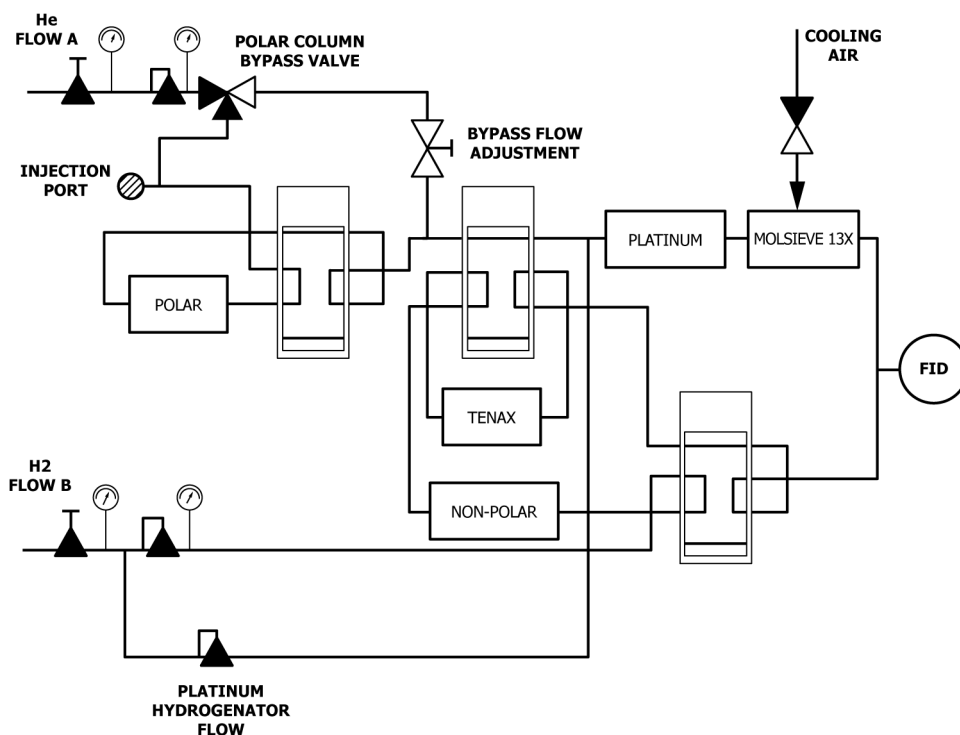 He
FLOW A
POLAR COLUMN
BYPASS VALVE
COOLING
AIR
BYPASS FLOW
ADJUSTMENT
INJECTION
PORT
PLATINUM
MOLSIEVE 13X
POLAR
FID
TENAX
H2
FLOW B
NON-POLAR
PLATINUM
HYDROGENATOR
FLOW